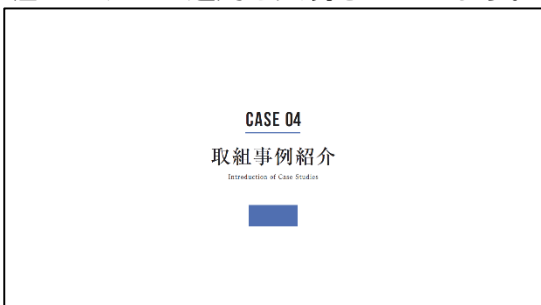 CASE 04
取組事例紹介
Introduction of Case Studies